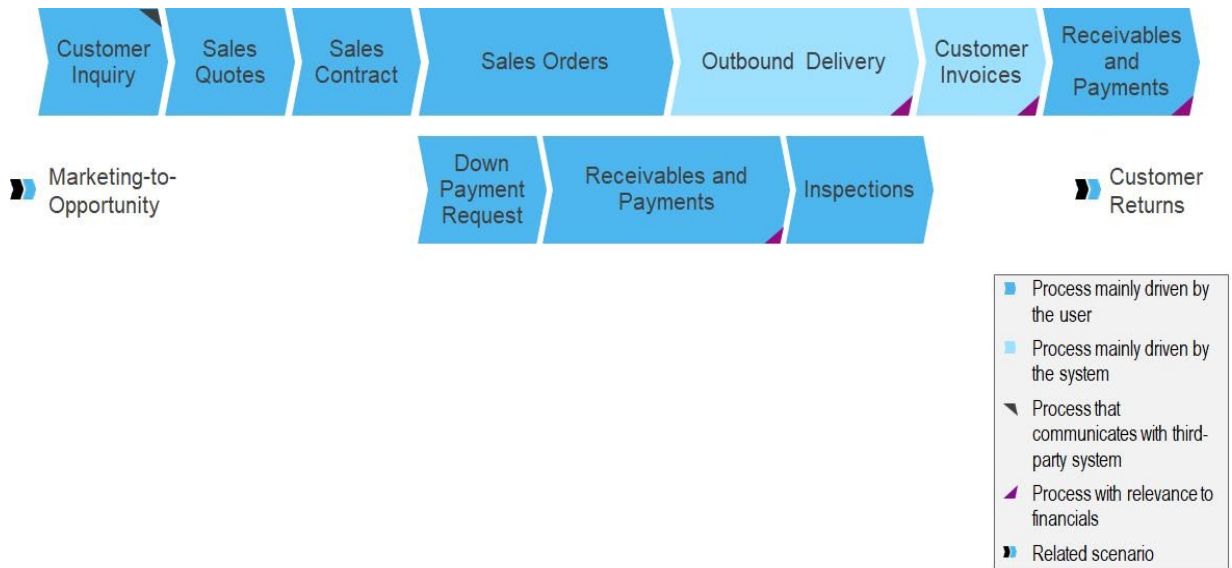 Customer
Inquiry
Sales
Quotes
Sales
Contract
Sales Orders
Outbound Delivery
Customer
Invoices
Receivables
and
Payments
Marketing-to-
Opportunity
Down
Payment
Request
Receivables and
Payments
Inspections
Customer
Returns
Process mainly driven by
the user
Process mainly driven by
the system
Process that
communicates with third-
party system
Process with relevance to
financials
Related scenario